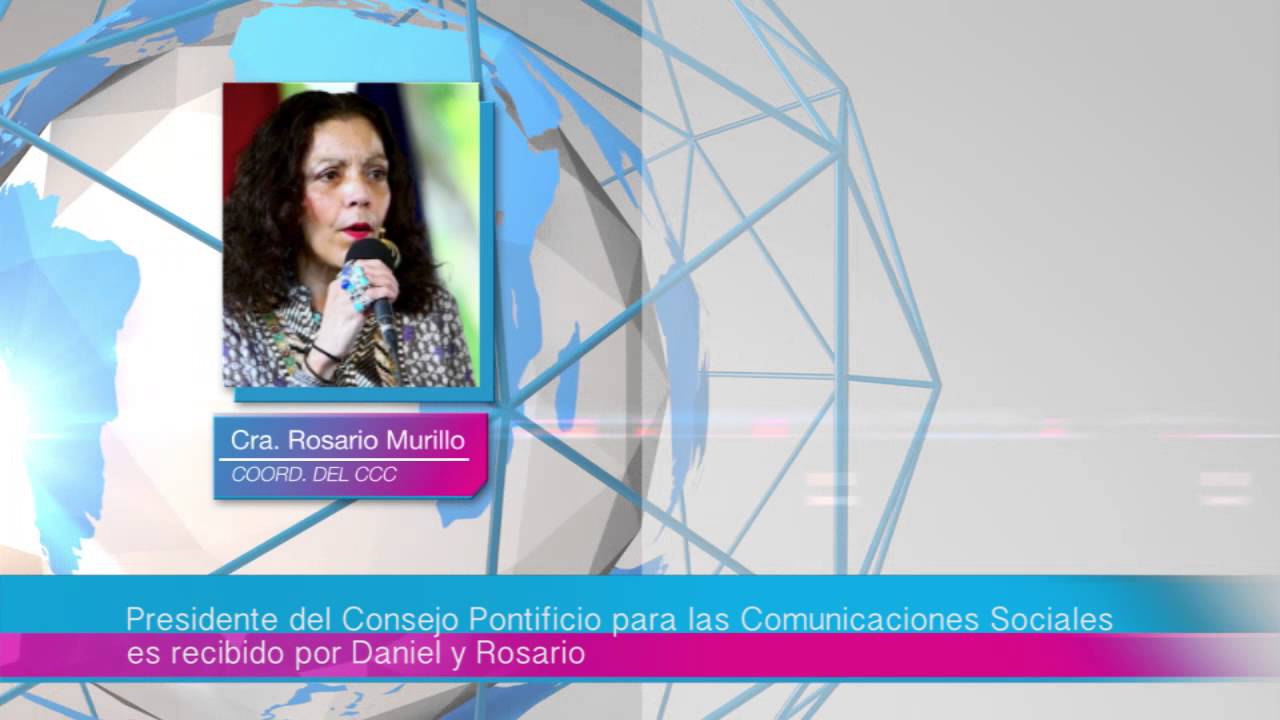 Cra. Rosario Murillo
COORD. DEL CCC
Presidente del Consejo Pontificio para las Comunicaciones Sociales
es recibido por Daniel y Rosario